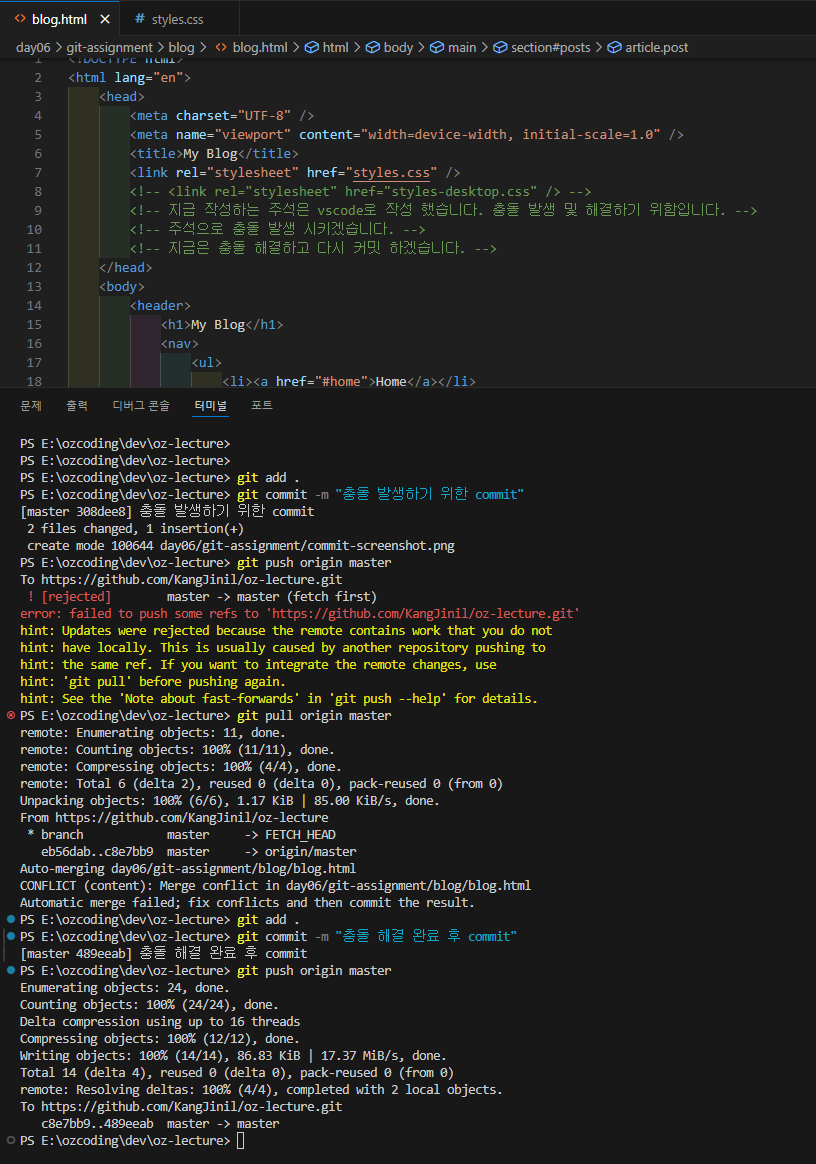 blog.html
# styles.css
day06 > git-assignment > blog > blog.html > html > body > main > section#posts > article.post
1 <!DOCTYPE html>
2 <html lang="en">
3 <head>
4 <meta charset="UTF-8" />
5 <meta name="viewport" content="width=device-width, initial-scale=1.0" />
6 <title>My Blog</title>
7 <link rel="stylesheet" href="styles.css" />
8 <!-- <link rel="stylesheet" href="styles-desktop.css" /> -->
9 <!-- 지금 작성하는 주석은 vscode로 작성 했습니다. 충돌 발생 및 해결하기 위함입니다. -->
10 <!-- 주석으로 충돌 발생 시키겠습니다. -->
11 <!-- 지금은 충돌 해결하고 다시 커밋 하겠습니다. -->
12 </head>
13 <body>
14 <header>
15 <h1>My Blog</h1>
16 <nav>
17 <ul>
18 <li><a href="#home">Home</a></li>
문제 출력 디버그 콘솔 터미널 포트
PS E:\ozcoding\dev\oz-lecture>
PS E:\ozcoding\dev\oz-lecture>
PS E:\ozcoding\dev\oz-lecture> git add .
PS E:\ozcoding\dev\oz-lecture> git commit -m "충돌 발생하기 위한 commit"
[master 308dee8] 충돌 발생하기 위한 commit
2 files changed, 1 insertion(+)
create mode 100644 day06/git-assignment/commit-screenshot.png
PS E:\ozcoding\dev\oz-lecture> git push origin master
To https://github.com/KangJinil/oz-lecture.git
! [rejected] master -> master (fetch first)
error: failed to push some refs to 'https://github.com/KangJinil/oz-lecture.git'
hint: Updates were rejected because the remote contains work that you do not
hint: have locally. This is usually caused by another repository pushing to
hint: the same ref. If you want to integrate the remote changes, use
hint: 'git pull' before pushing again.
hint: See the 'Note about fast-forwards' in 'git push --help' for details.
PS E:\ozcoding\dev\oz-lecture> git pull origin master
remote: Enumerating objects: 11, done.
remote: Counting objects: 100% (11/11), done.
remote: Compressing objects: 100% (4/4), done.
remote: Total 6 (delta 2), reused 0 (delta 0), pack-reused 0 (from 0)
Unpacking objects: 100% (6/6), 1.17 KiB | 85.00 KiB/s, done.
From https://github.com/KangJinil/oz-lecture
* branch master -> FETCH_HEAD
eb56dab..c8e7bb9 master -> origin/master
Auto-merging day06/git-assignment/blog/blog.html
CONFLICT (content): Merge conflict in day06/git-assignment/blog/blog.html
Automatic merge failed; fix conflicts and then commit the result.
PS E:\ozcoding\dev\oz-lecture> git add .
PS E:\ozcoding\dev\oz-lecture> git commit -m "충돌 해결 완료 후 commit"
[master 489eeab] 충돌 해결 완료 후 commit
PS E:\ozcoding\dev\oz-lecture> git push origin master
Enumerating objects: 24, done.
Counting objects: 100% (24/24), done.
Delta compression using up to 16 threads
Compressing objects: 100% (12/12), done.
Writing objects: 100% (14/14), 86.83 KiB | 17.37 MiB/s, done.
Total 14 (delta 4), reused 0 (delta 0), pack-reused 0 (from 0)
remote: Resolving deltas: 100% (4/4), completed with 2 local objects.
To https://github.com/KangJinil/oz-lecture.git
c8e7bb9..489eeab master -> master
PS E:\ozcoding\dev\oz-lecture>